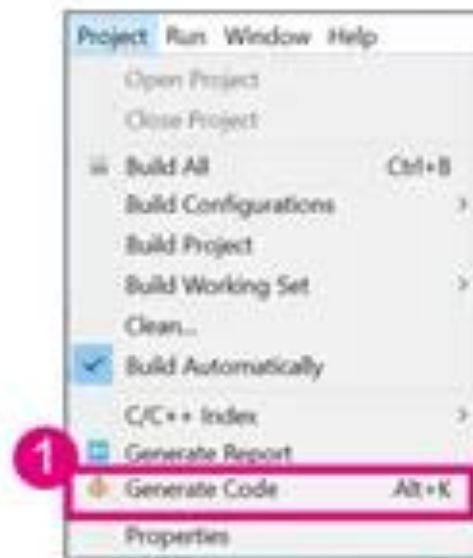 Project Run Window Help
Open Project
Close Project
Build All Ctrl+B
Build Configurations
Build Project
Build Working Set
Clean...
Build Automatically
C/C++ Index
1
Generate Report
Generate Code Alt+K
Properties